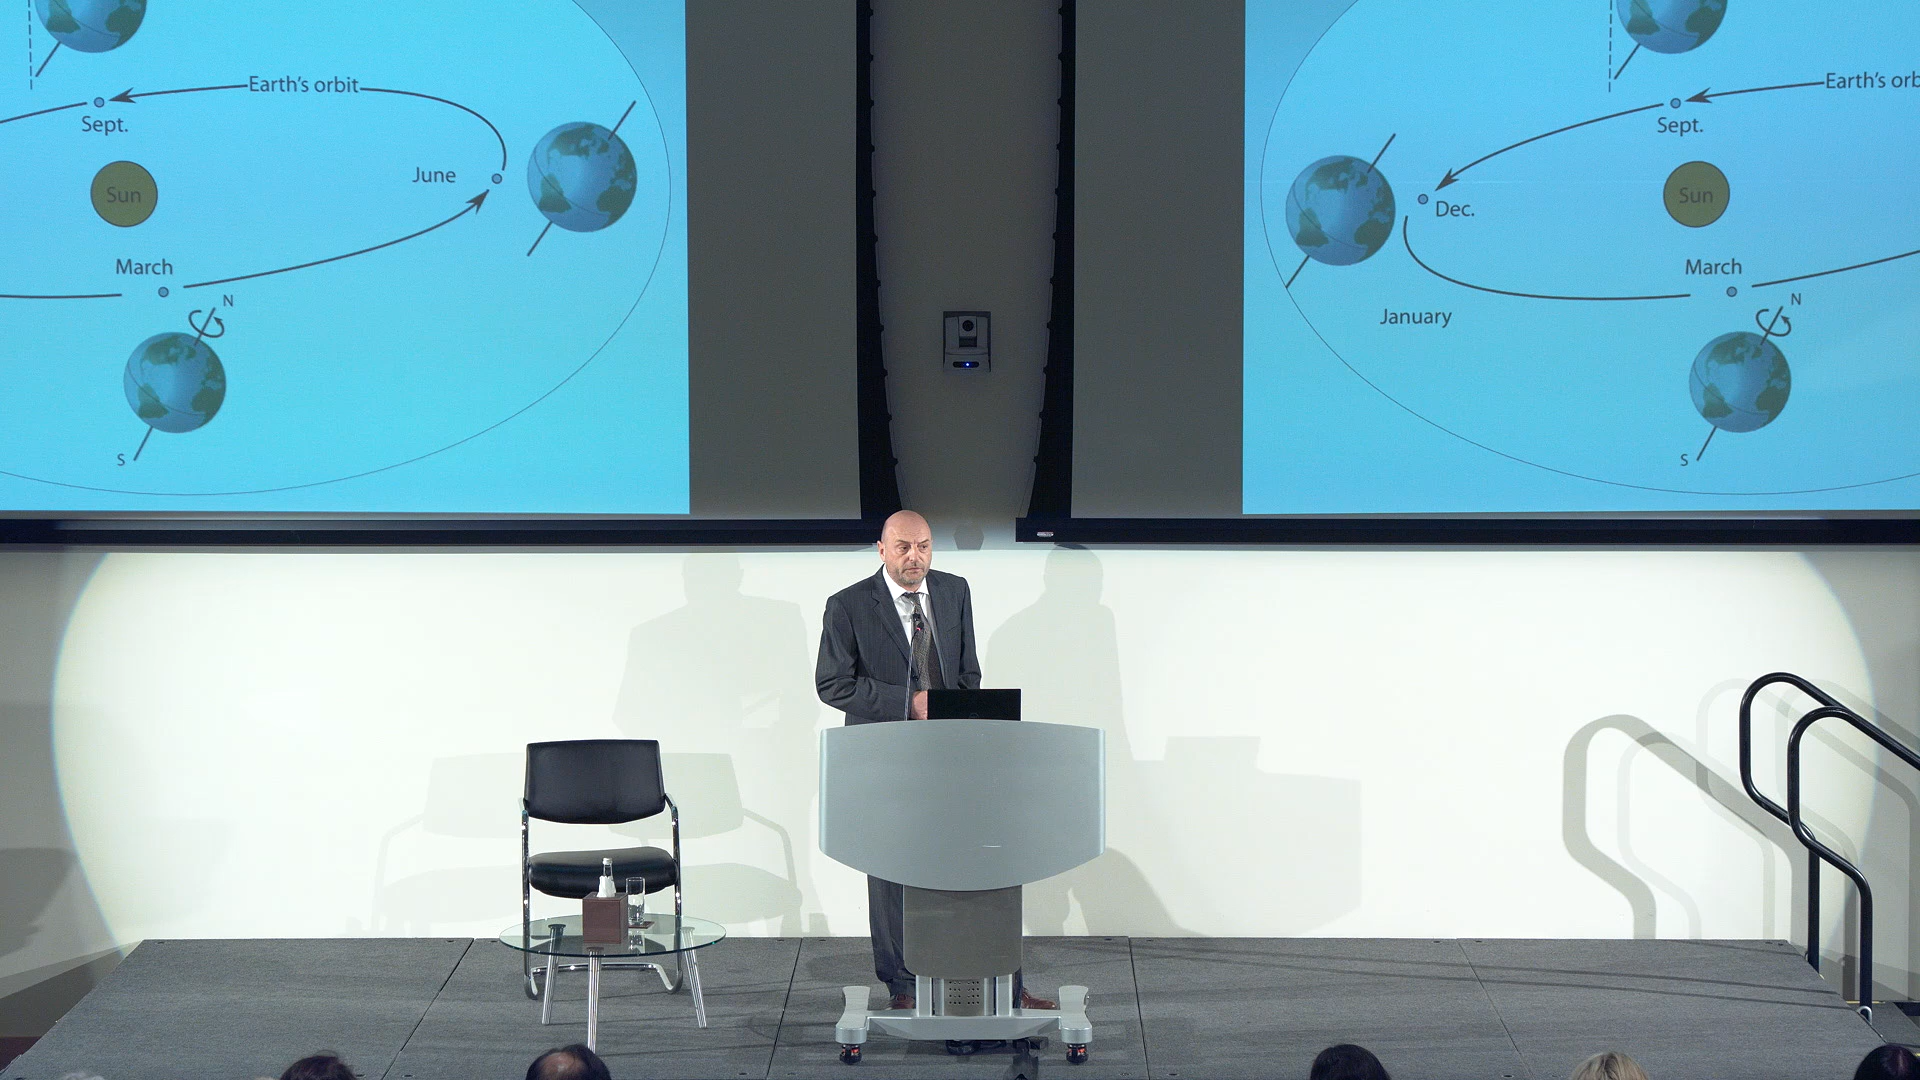 Earth's orbit
Sept.
Sun
June
March
N
S
Earth's orb
Sept.
Dec.
Sun
March
January
N
S